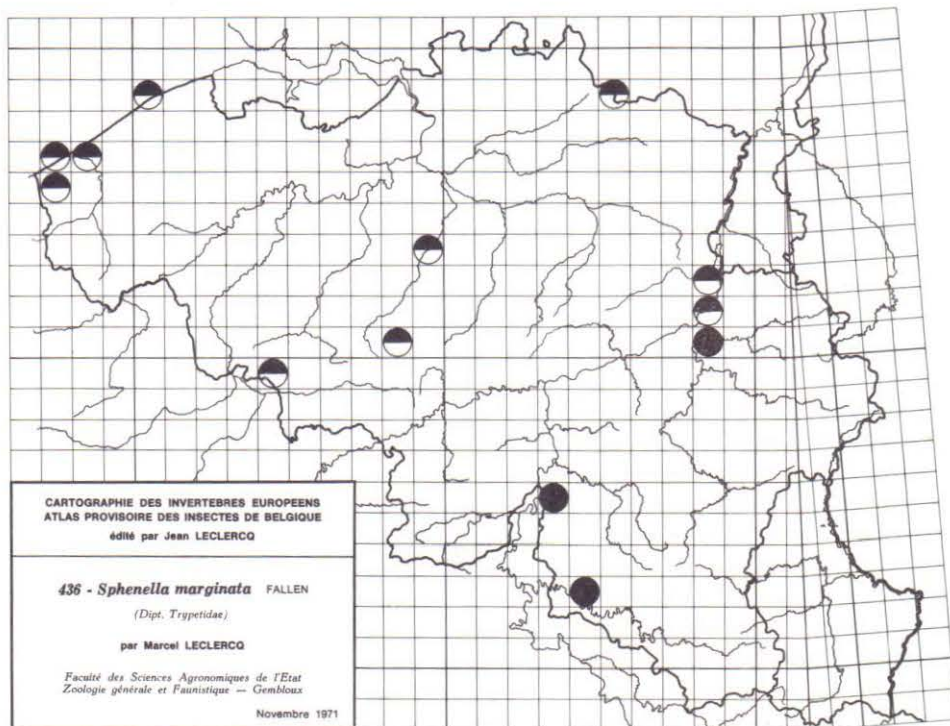 CARTOGRAPHIE DES INVERTEBRES EUROPEENS
ATLAS PROVISOIRE DES INSECTES DE BELGIQUE
édité par Jean LECLERCQ
436 - Sphenella marginata FALLEN
(Dipt. Trypetidae)
par Marcel LECLERCQ
Faculté des Sciences Agronomiques de l'Etat
Zoologie générale et Faunistique — Gembloux
Novembre 1971